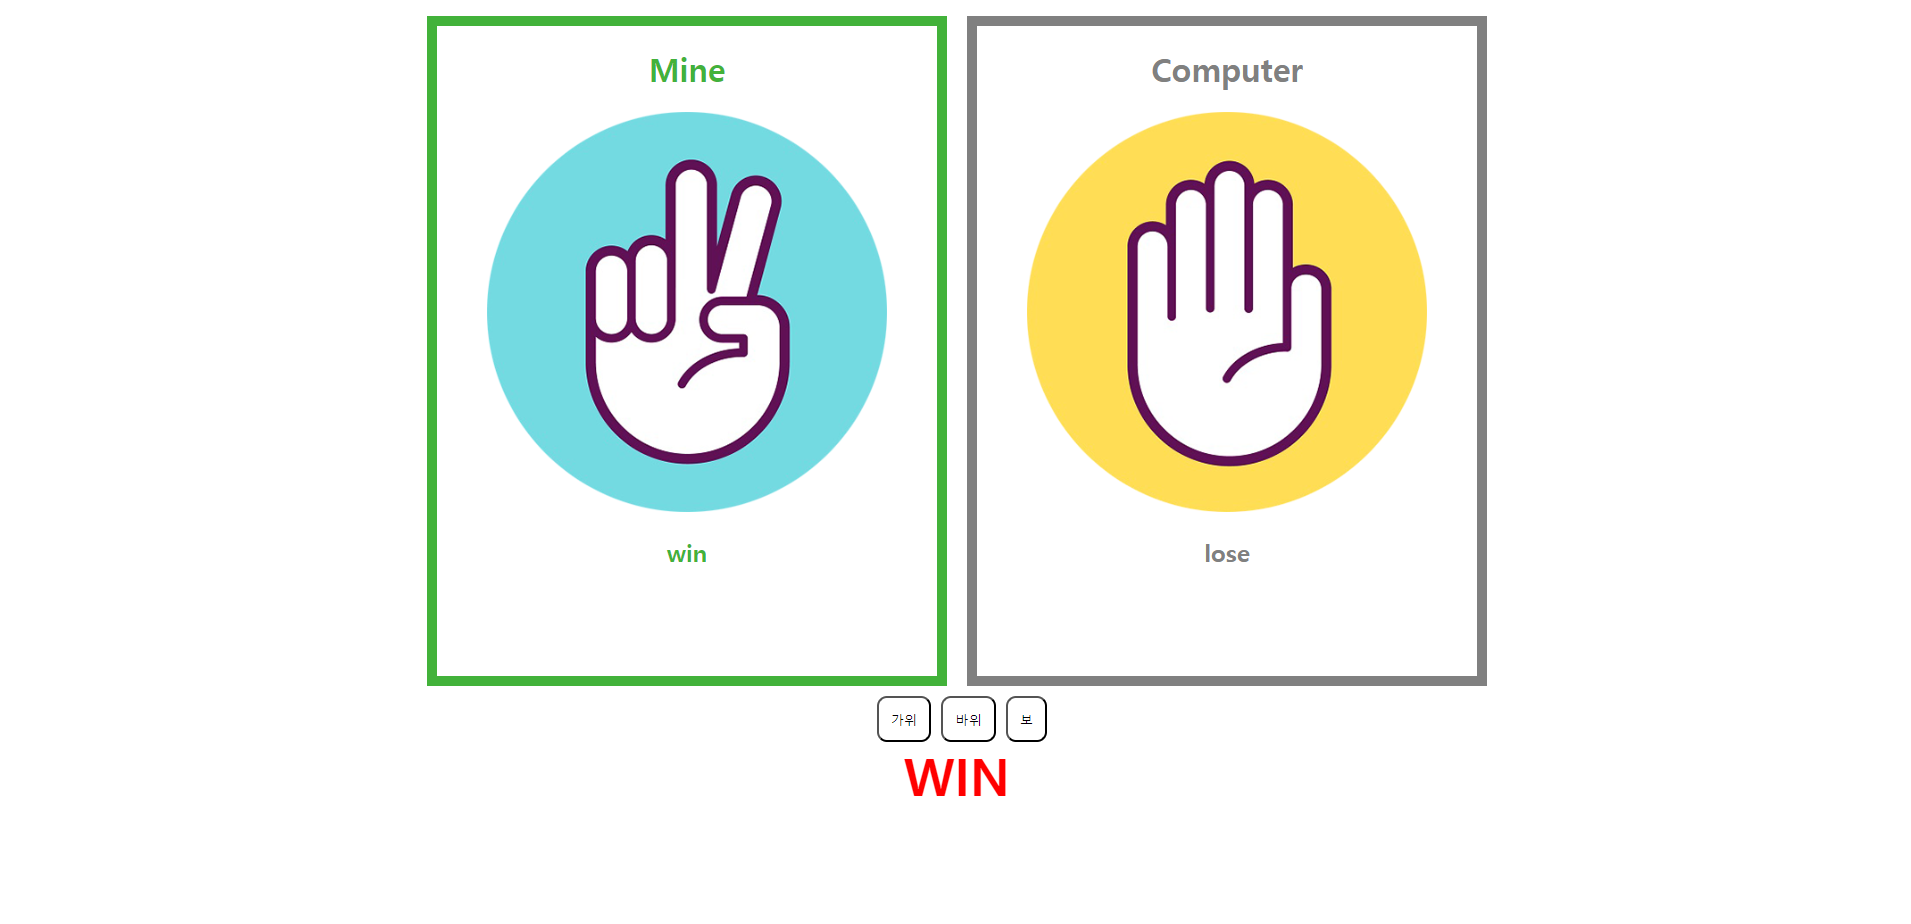 Mine
Computer
win
lose
가위 바위 보
WIN